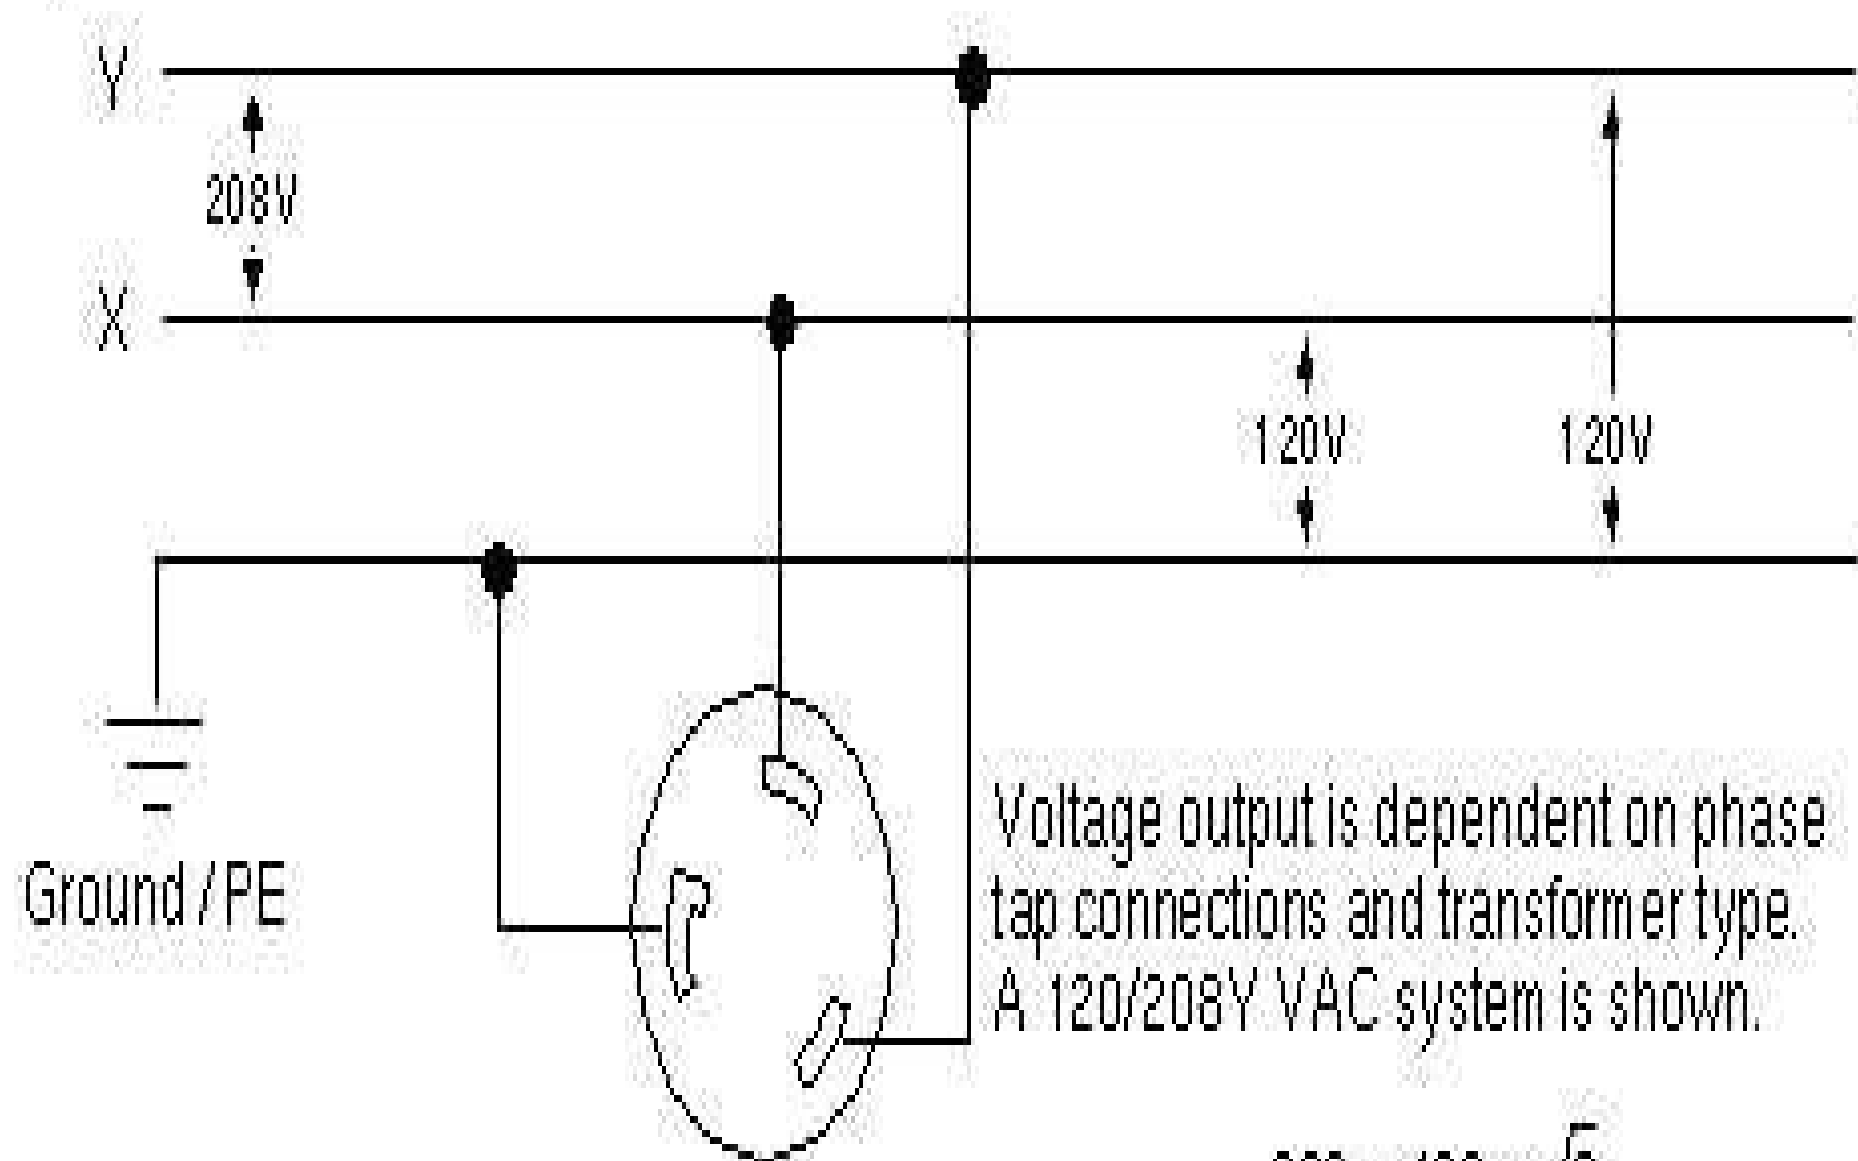 Y
208V
X
120V 120V
Ground / PE
Voltage output is dependent on phase
tap connections and transformer type.
A 120/208Y VAC system is shown.